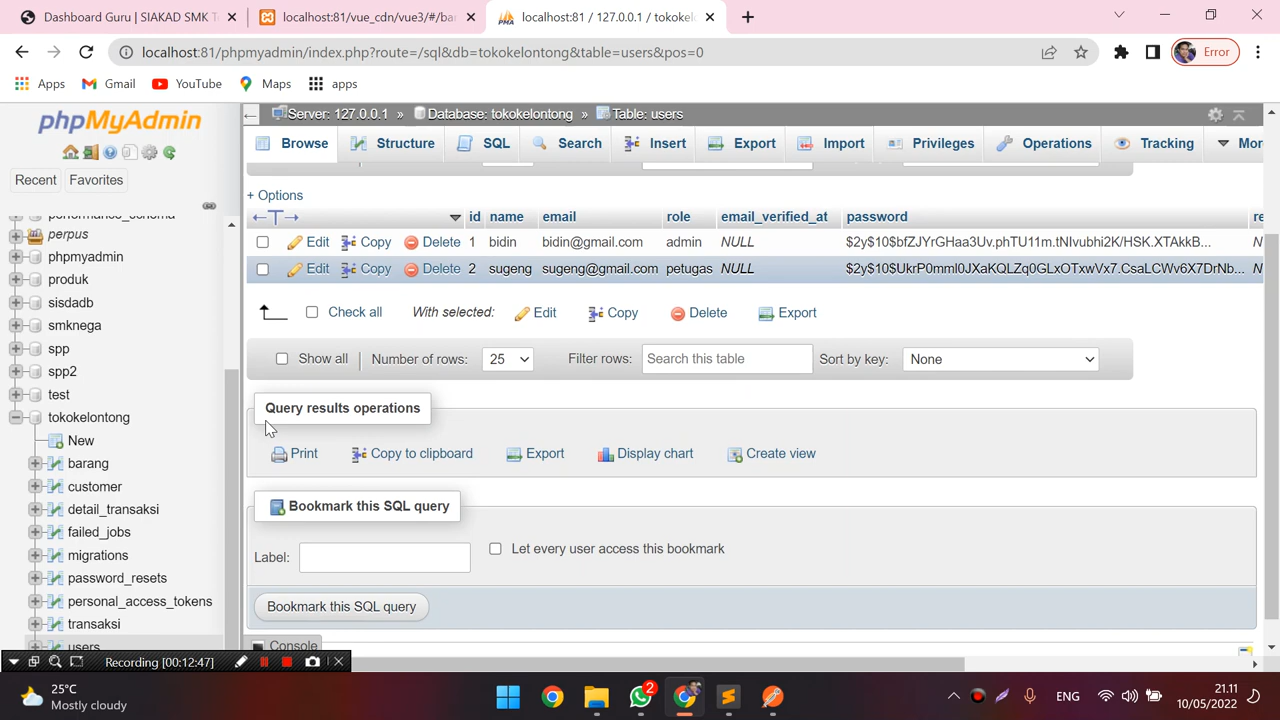 Dashboard Guru | SIAKAD SMK T
localhost:81/vue_cdn/vue3/#/bar
localhost:81 / 127.0.0.1 / tokokelon
localhost:81/phpmyadmin/index.php?route=/sql&db=tokokelontong&table=users&pos=0
Error
Apps
Gmail
YouTube
Maps
apps
phpMyAdmin
Recent
Favorites
performance_schema
perpus
phpmyadmin
produk
sisdadb
smknega
spp
spp2
test
tokokelontong
New
barang
customer
detail_transaksi
failed_jobs
migrations
password_resets
personal_access_tokens
transaksi
users
Server: 127.0.0.1 » Database: tokokelontong » Table: users
Browse Structure SQL Search Insert Export Import Privileges Operations Tracking Mor
+ Options
id name email role email_verified_at password re
Edit Copy Delete 1 bidin bidin@gmail.com admin NULL $2y$10$bfZJYrGHaa3Uv.phTU11m.tNIvubhi2K/HSK.XTAkkB... N
Edit Copy Delete 2 sugeng sugeng@gmail.com petugas NULL $2y$10$UkrP0mml0JXaKQLZq0GLxOTxwVx7.CsaLCWv6X7DrNb... N
Check all With selected: Edit Copy Delete Export
Show all Number of rows: 25 Filter rows: Search this table Sort by key: None
Query results operations
Print Copy to clipboard Export Display chart Create view
Bookmark this SQL query
Label: Let every user access this bookmark
Bookmark this SQL query
Console
Recording [00:12:47]
25°C
Mostly cloudy
2
ENG
21.11
10/05/2022